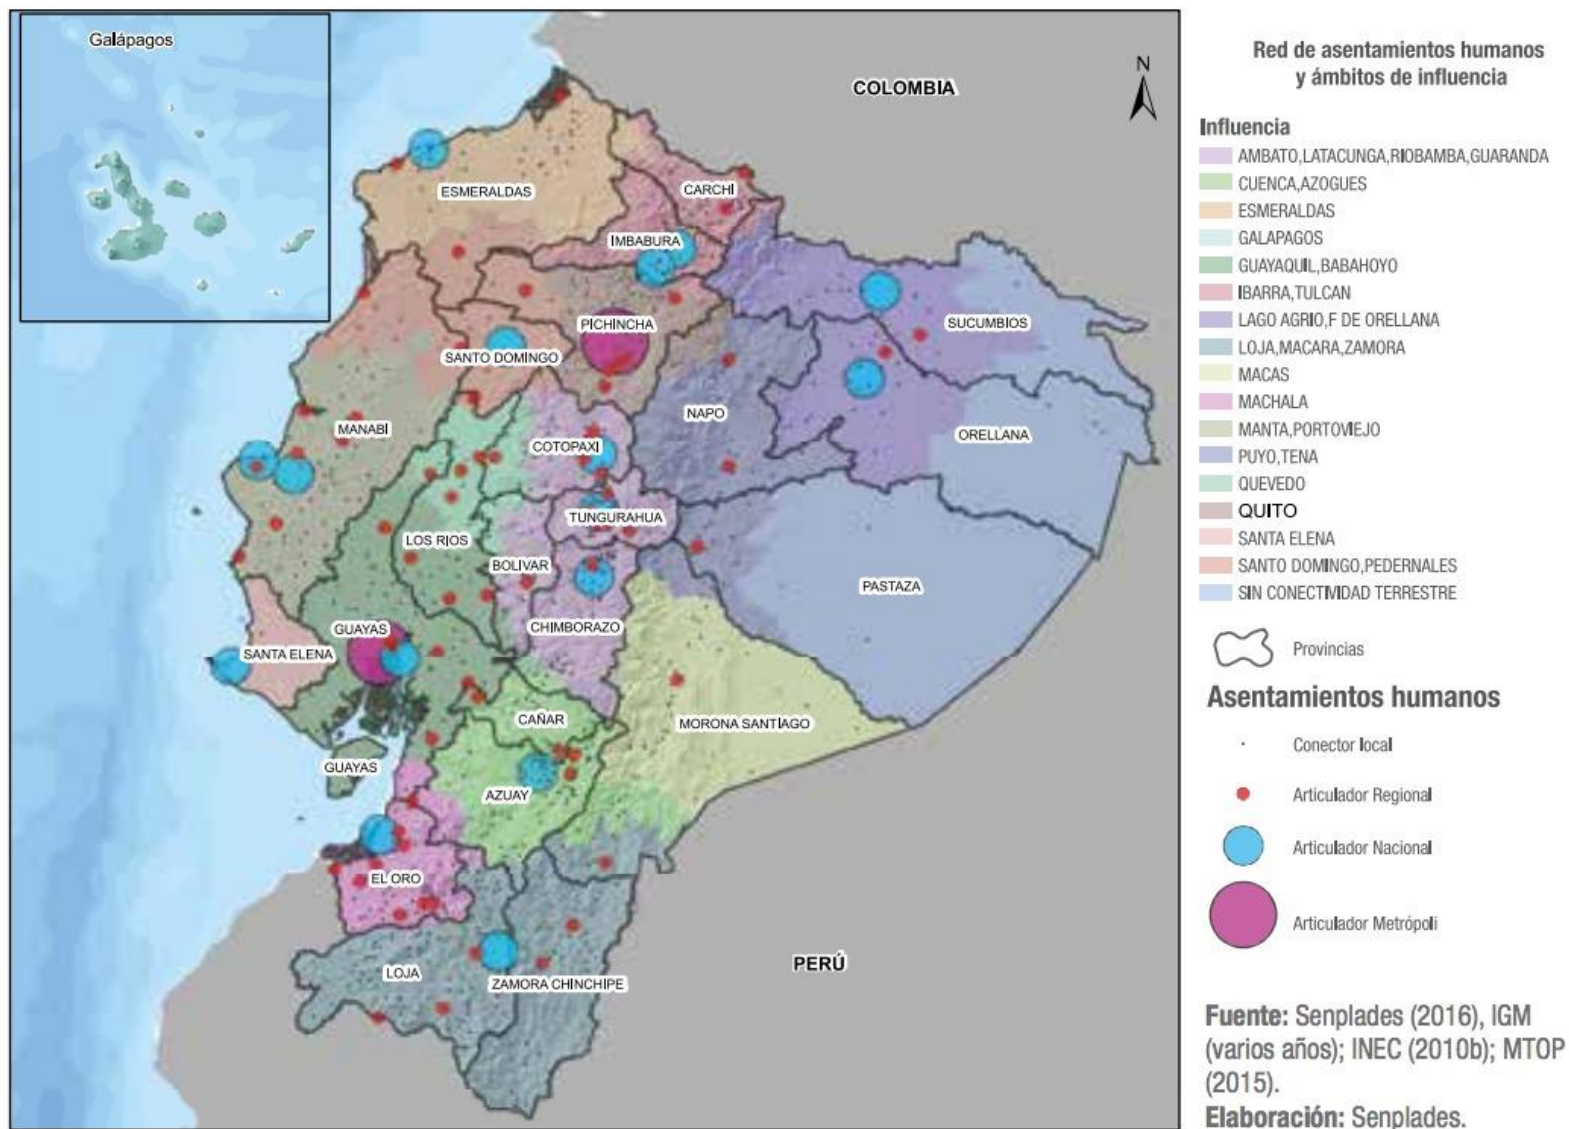 Galápagos
N
COLOMBIA
ESMERALDAS
CARCHÍ
IMBABURA
PICHINCHA
SUCUMBIOS
SANTO DOMINGO
NAPO
MANABÍ
ORELLANA
COTOPAXI
TUNGURAHUA
LOS RIOS
BOLIVAR
PASTAZA
CHIMBORAZO
GUAYAS
SANTA ELENA
CAÑAR
MORONA SANTÍAGO
GUAYAS
AZUAY
EL ORO
PERÚ
LOJA
ZAMORA CHINCHIPE
Red de asentamientos humanos
y ámbitos de influencia
Influencia
AMBATO,LATACUNGA,RIOBAMBA,GUARANDA
CUENCA,AZOGUES
ESMERALDAS
GALAPAGOS
GUAYAQUIL,BABAHOYO
IBARRA,TULCAN
LAGO AGRIO,F DE ORELLANA
LOJA,MACARA,ZAMORA
MACAS
MACHALA
MANTA,PORTOVIEJO
PUYO,TENA
QUEVEDO
QUITO
SANTA ELENA
SANTO DOMINGO,PEDERNALES
SIN CONECTIVIDAD TERRESTRE
Provincias
Asentamientos humanos
Conector local
Articulador Regional
Articulador Nacional
Articulador Metrópoli
Fuente: Senplades (2016), IGM
(varios años); INEC (2010b); MTOP
(2015).
Elaboración: Senplades.